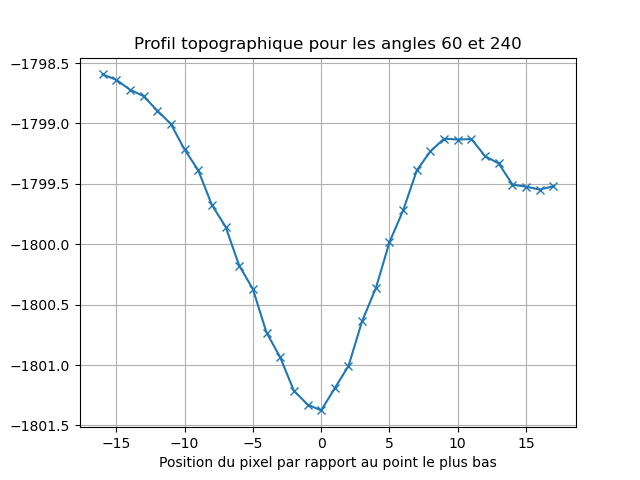 Profil topographique pour les angles 60 et 240
−1798.5
−1799.0
−1799.5
−1800.0
−1800.5
−1801.0
−1801.5
−15 −10 −5 0 5 10 15
Position du pixel par rapport au point le plus bas